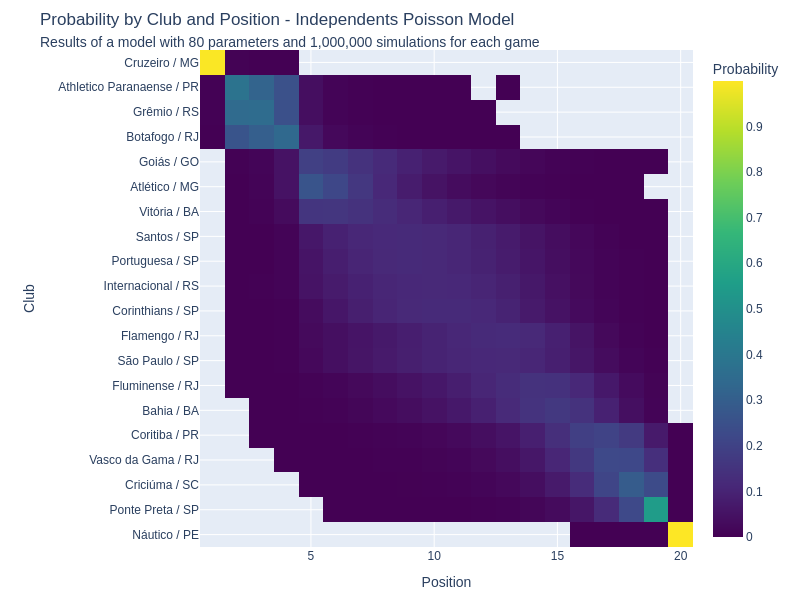 Probability by Club and Position - Independents Poisson Model
Results of a model with 80 parameters and 1,000,000 simulations for each game
Cruzeiro / MG
Athletico Paranaense / PR
Grêmio / RS
Botafogo / RJ
Goiás / GO
Atlético / MG
Vitória / BA
Santos / SP
Portuguesa / SP
Internacional / RS
Corinthians / SP
Flamengo / RJ
São Paulo / SP
Fluminense / RJ
Bahia / BA
Coritiba / PR
Vasco da Gama / RJ
Criciúma / SC
Ponte Preta / SP
Náutico / PE
Club
5
10
15
20
Position
Probability
0.9
0.8
0.7
0.6
0.5
0.4
0.3
0.2
0.1
0